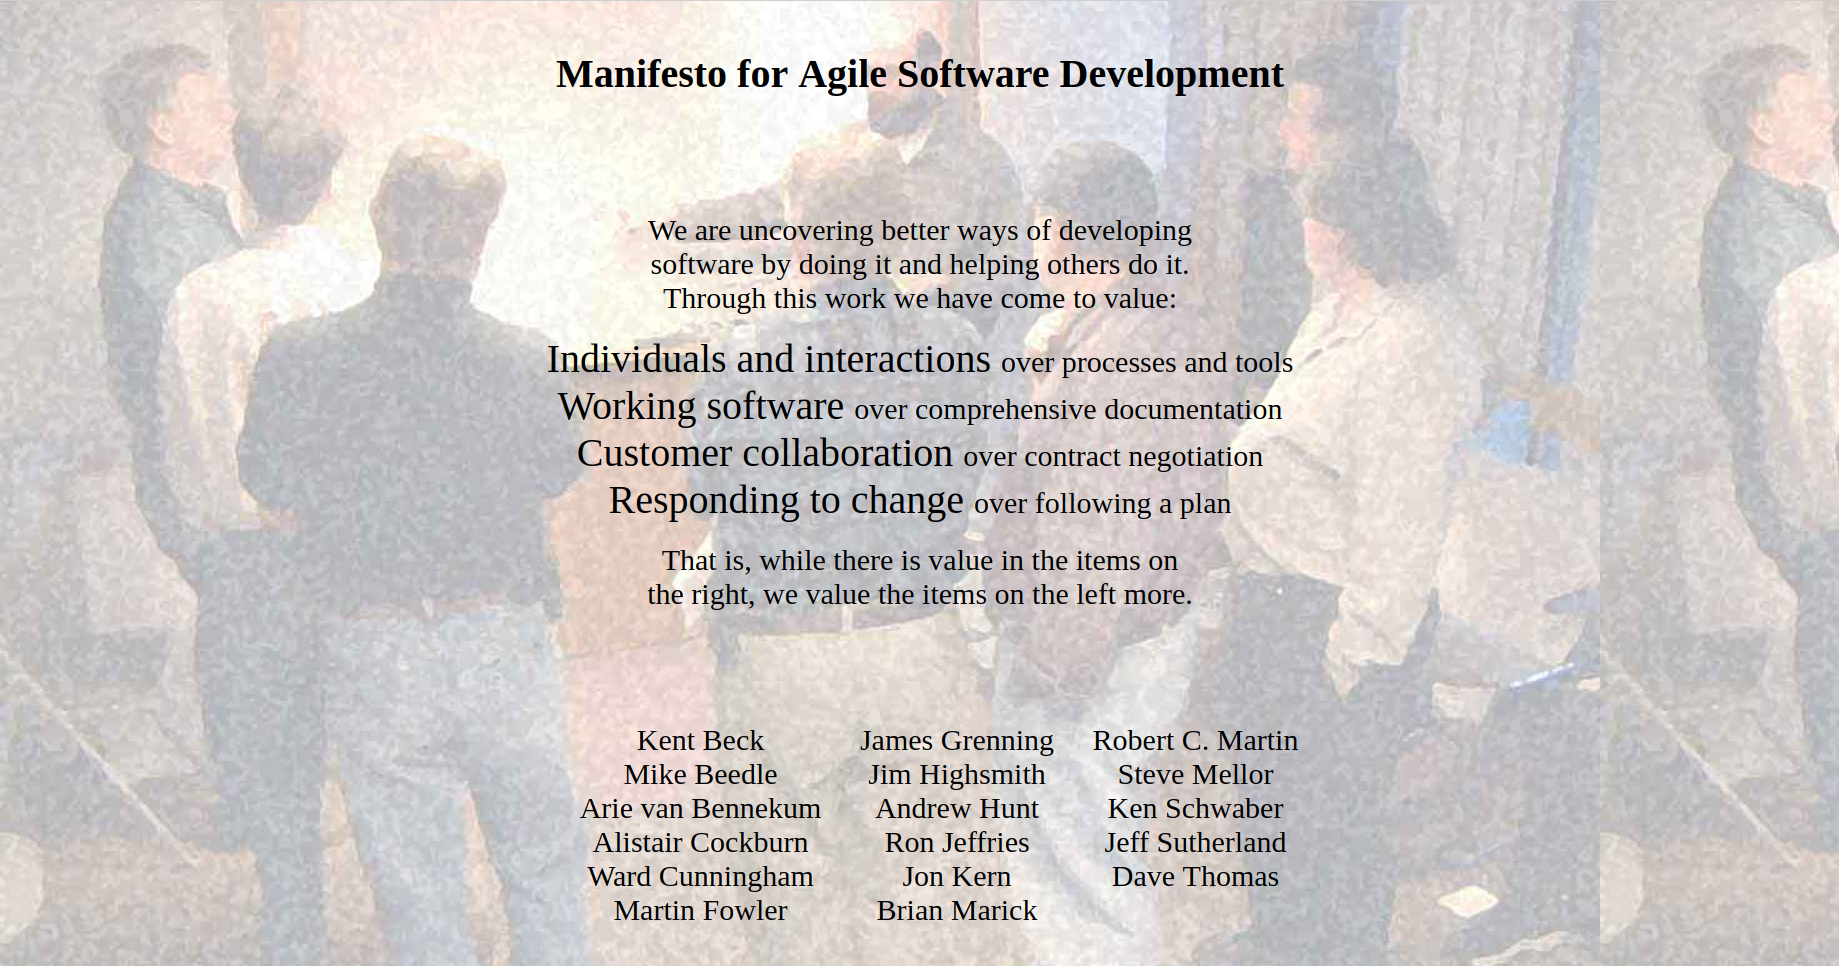 Manifesto for Agile Software Development
We are uncovering better ways of developing
software by doing it and helping others do it.
Through this work we have come to value:
Individuals and interactions over processes and tools
Working software over comprehensive documentation
Customer collaboration over contract negotiation
Responding to change over following a plan
That is, while there is value in the items on
the right, we value the items on the left more.
Kent Beck
Mike Beedle
Arie van Bennekum
Alistair Cockburn
Ward Cunningham
Martin Fowler
James Grenning
Jim Highsmith
Andrew Hunt
Ron Jeffries
Jon Kern
Brian Marick
Robert C. Martin
Steve Mellor
Ken Schwaber
Jeff Sutherland
Dave Thomas